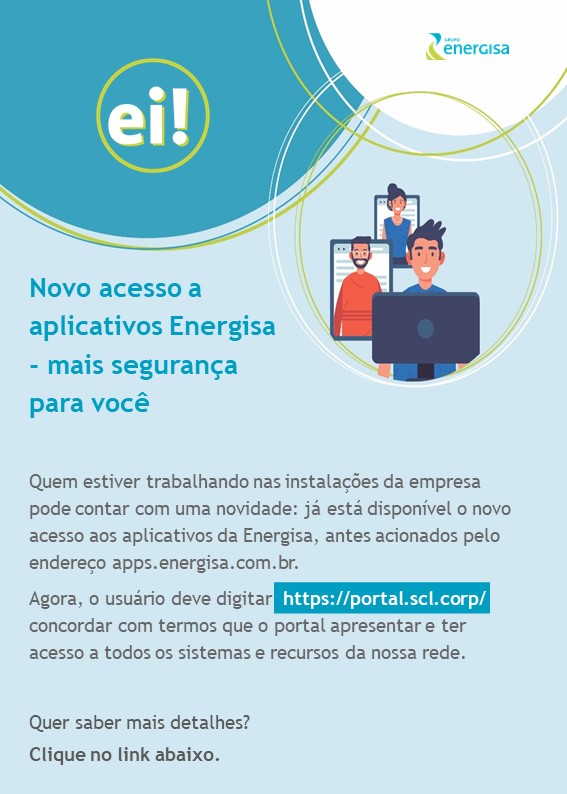 GRUPO
energisa
ei!
Novo acesso a
aplicativos Energisa
- mais segurança
para você
Quem estiver trabalhando nas instalações da empresa
pode contar com uma novidade: já está disponível o novo
acesso aos aplicativos da Energisa, antes acionados pelo
endereço apps.energisa.com.br.
Agora, o usuário deve digitar https://portal.scl.corp/
concordar com termos que o portal apresentar e ter
acesso a todos os sistemas e recursos da nossa rede.
Quer saber mais detalhes?
Clique no link abaixo.